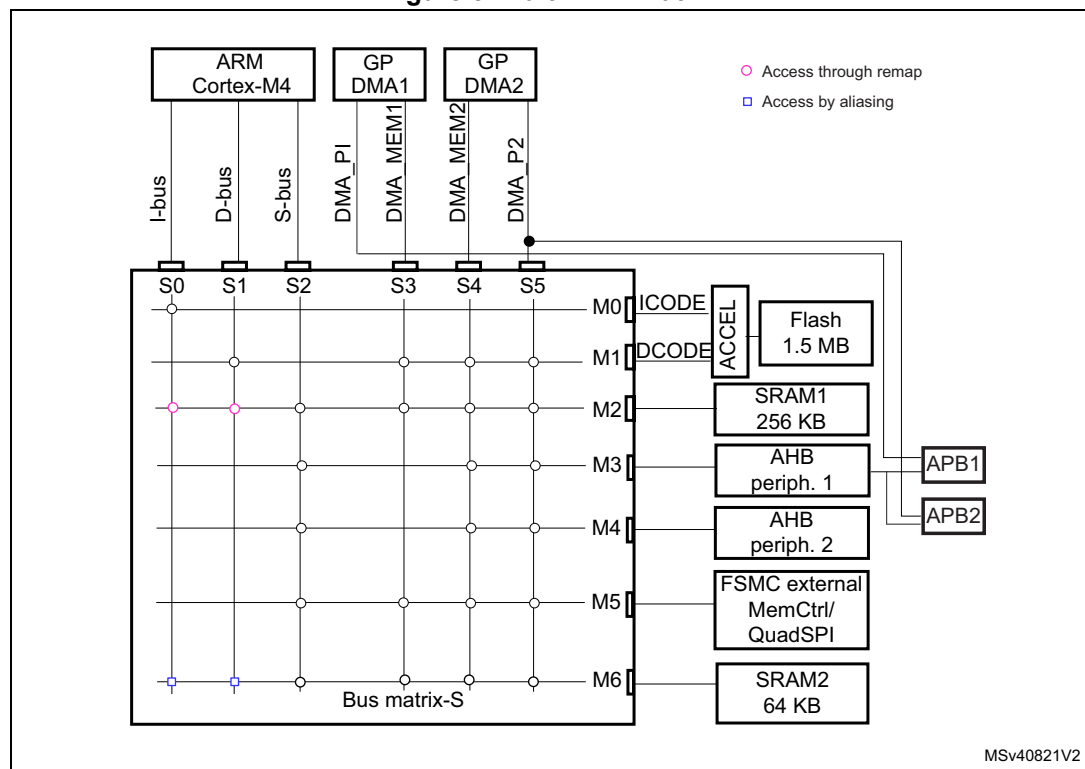 ARM
Cortex-M4
GP
DMA1
GP
DMA2
Access through remap
Access by aliasing
I-bus
D-bus
S-bus
DMA_PI
DMA_MEM1
DMA_MEM2
DMA_P2
S0
S1
S2
S3
S4
S5
M0
ICODE
M1
DCODE
ACCEL
Flash
1.5 MB
M2
SRAM1
256 KB
M3
AHB
periph. 1
APB1
APB2
M4
AHB
periph. 2
M5
FSMC external
MemCtrl/
QuadSPI
M6
SRAM2
64 KB
Bus matrix-S
MSv40821V2